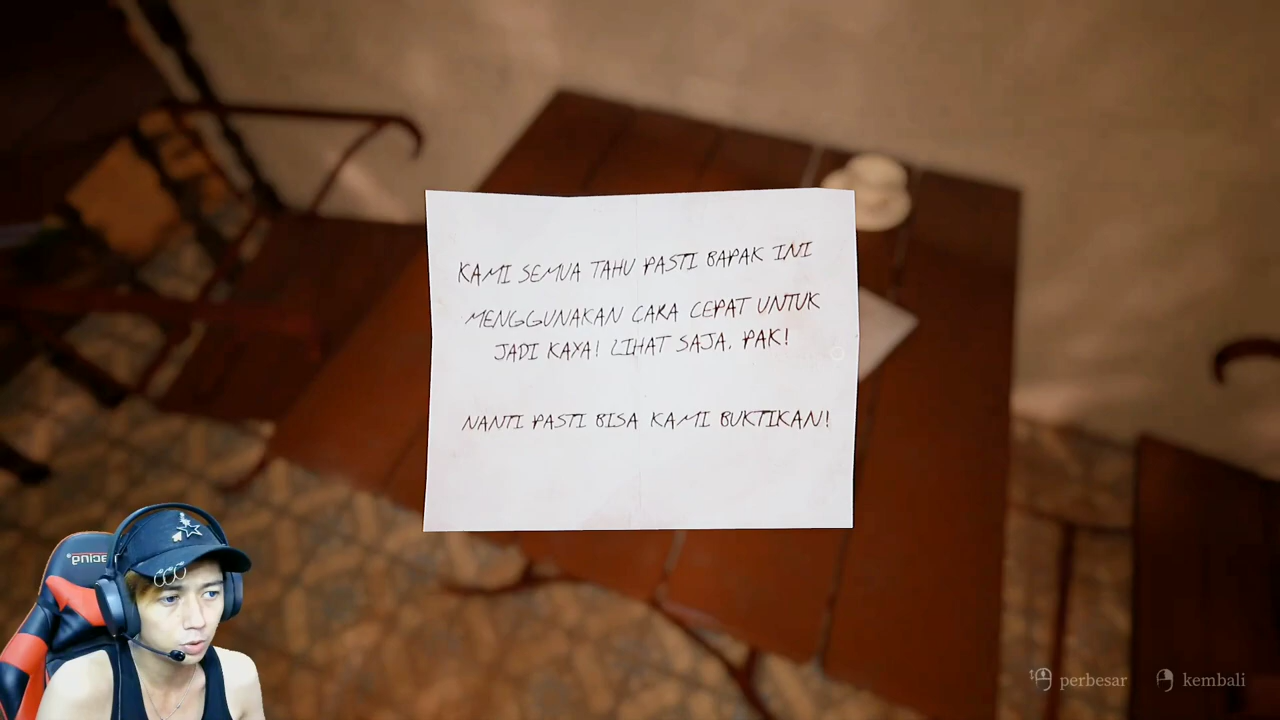 KAMI SEMUA TAHU PASTI BAPAK INI
MENGGUNAKAN CARA CEPAT UNTUK
JADI KAYA! LIHAT SAJA, PAK!
NANTI PASTI BISA KAMI BUKTIKAN!
perbesar
kembali